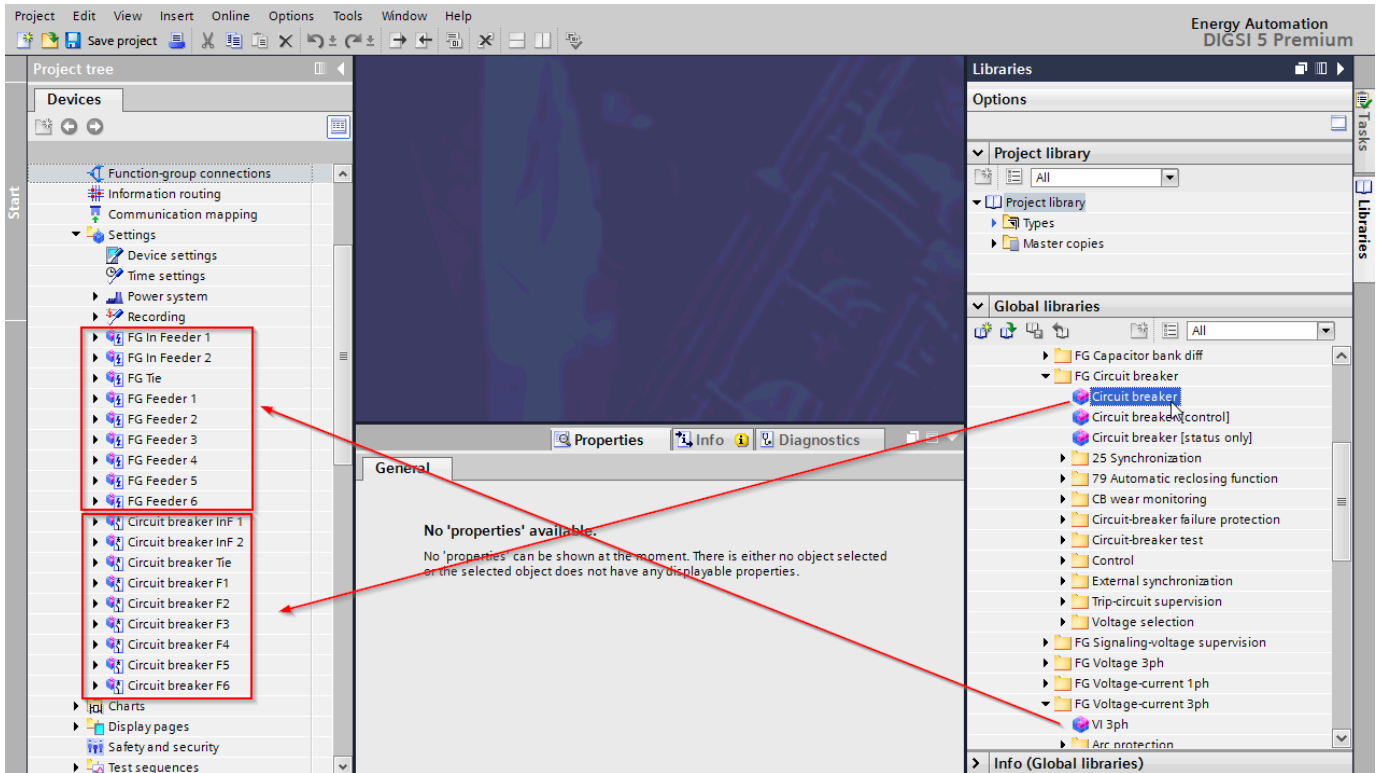 Project Edit View Insert Online Options Tools Window Help
Energy Automation
DIGSI 5 Premium
Save project
Start
Project tree
Devices
Function-group connections
Information routing
Communication mapping
Settings
Device settings
Time settings
Power system
Recording
FG In Feeder 1
FG In Feeder 2
FG Tie
FG Feeder 1
FG Feeder 2
FG Feeder 3
FG Feeder 4
FG Feeder 5
FG Feeder 6
Circuit breaker InF 1
Circuit breaker InF 2
Circuit breaker Tie
Circuit breaker F1
Circuit breaker F2
Circuit breaker F3
Circuit breaker F4
Circuit breaker F5
Circuit breaker F6
Charts
Display pages
Safety and security
Test sequences
Properties Info Diagnostics
General
No 'properties' available.
No 'properties' can be shown at the moment. There is either no object selected
or the selected object does not have any displayable properties.
Libraries
Options
Project library
All
Project library
Types
Master copies
Global libraries
All
FG Capacitor bank diff
FG Circuit breaker
Circuit breaker
Circuit breaker [control]
Circuit breaker [status only]
25 Synchronization
79 Automatic reclosing function
CB wear monitoring
Circuit-breaker failure protection
Circuit-breaker test
Control
External synchronization
Trip-circuit supervision
Voltage selection
FG Signaling-voltage supervision
FG Voltage 3ph
FG Voltage-current 1ph
FG Voltage-current 3ph
VI 3ph
Arc protection
Info (Global libraries)
Tasks
Libraries